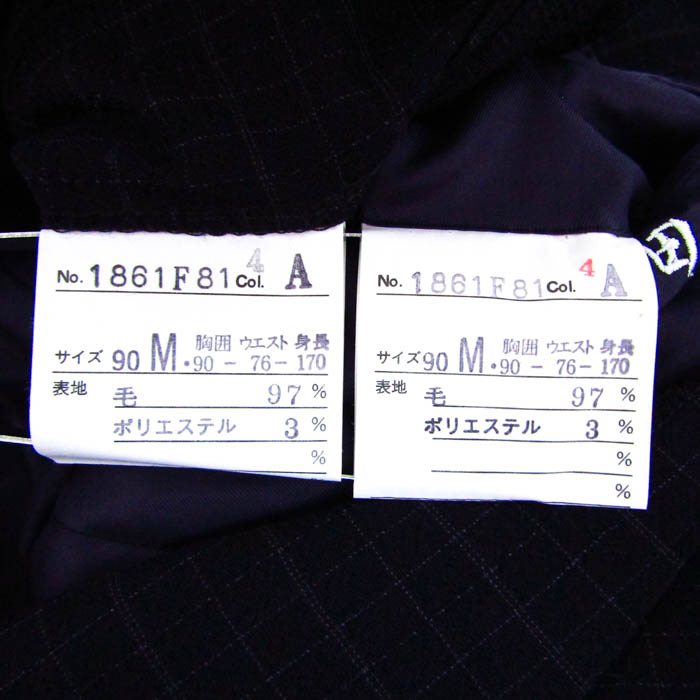 No. 1861F81 Col. 4 A
胸囲 ウエスト 身長
サイズ 90 M・90 - 76 - 170
表地 毛 97 %
ポリエステル 3 %
%
No. 1861F81 Col. 4 A
胸囲 ウエスト 身長
サイズ 90 M・90 - 76 - 170
表地 毛 97 %
ポリエステル 3 %
%
%